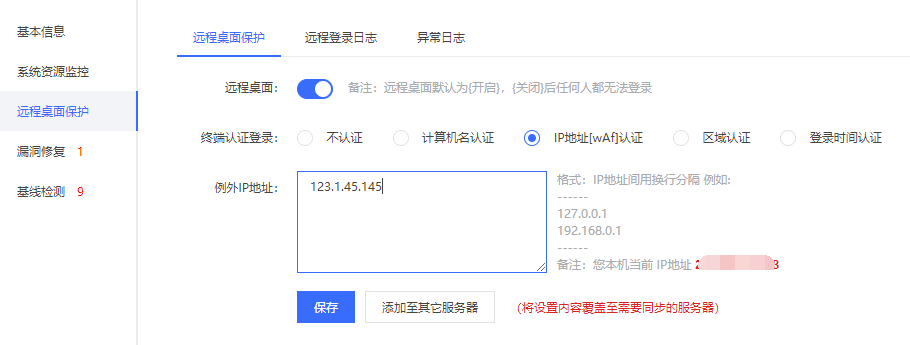 基本信息
系统资源监控
远程桌面保护
漏洞修复 1
基线检测 9
远程桌面保护 远程登录日志 异常日志
远程桌面： 备注：远程桌面默认为{开启}，{关闭}后任何人都无法登录
终端认证登录： 不认证 计算机名认证 IP地址[wAf]认证 区域认证 登录时间认证
例外IP地址： 123.1.45.145
格式：IP地址间用换行分隔 例如:
------
127.0.0.1
192.168.0.1
------
备注：您本机当前 IP地址
保存 添加至其它服务器 （将设置内容覆盖至需要同步的服务器）